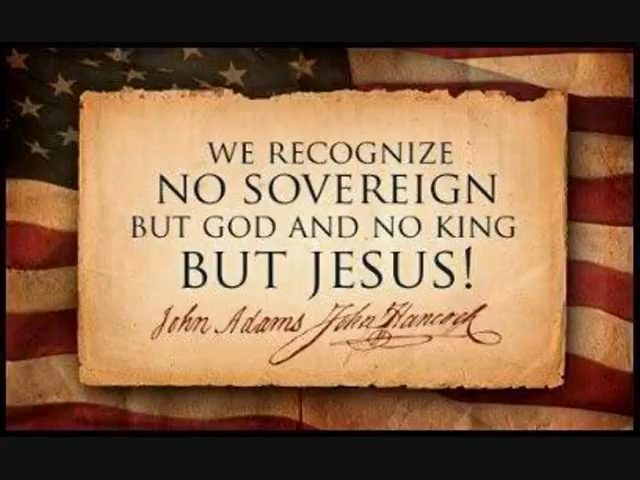 WE RECOGNIZE
NO SOVEREIGN
BUT GOD AND NO KING
BUT JESUS!
John Adams John Hancock